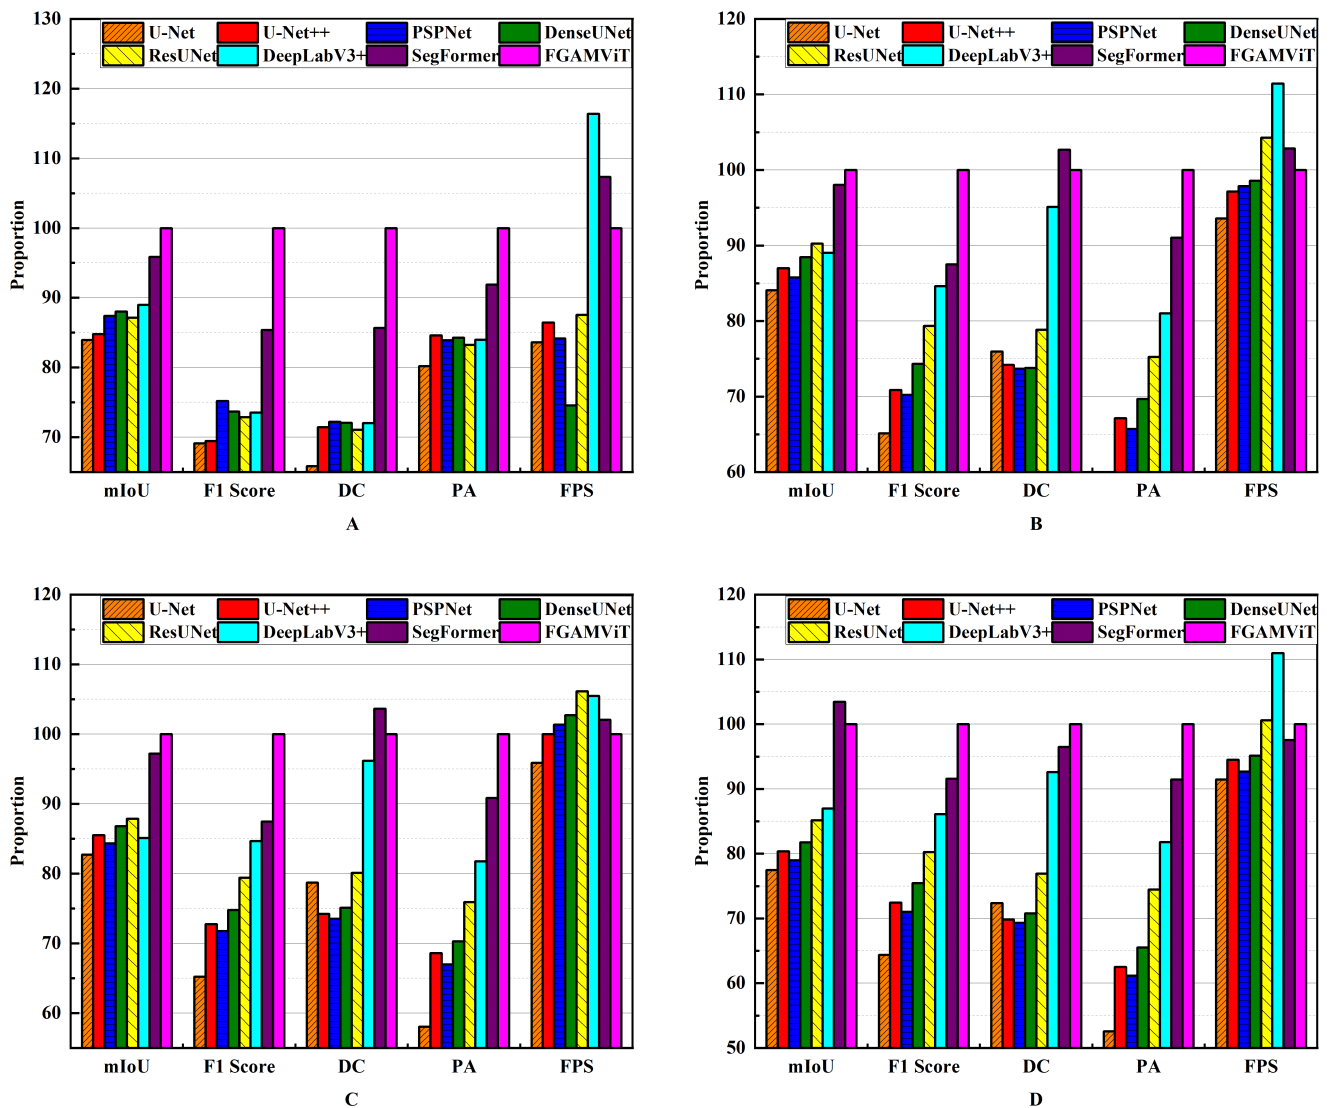 130
120
110
100
90
80
70
Proportion
U-Net U-Net++ PSPNet DenseUNet
ResUNet DeepLabV3+ SegFormer FGAMViT
mIoU F1 Score DC PA FPS
A
120
110
100
90
80
70
60
Proportion
U-Net U-Net++ PSPNet DenseUNet
ResUNet DeepLabV3+ SegFormer FGAMViT
mIoU F1 Score DC PA FPS
B
120
110
100
90
80
70
60
Proportion
U-Net U-Net++ PSPNet DenseUNet
ResUNet DeepLabV3+ SegFormer FGAMViT
mIoU F1 Score DC PA FPS
C
120
110
100
90
80
70
60
50
Proportion
U-Net U-Net++ PSPNet DenseUNet
ResUNet DeepLabV3+ SegFormer FGAMViT
mIoU F1 Score DC PA FPS
D